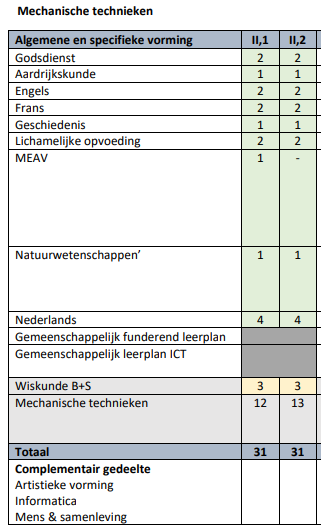 Mechanische technieken
Algemene en specifieke vorming II,1 II,2
Godsdienst 2 2
Aardrijkskunde 1 1
Engels 2 2
Frans 2 2
Geschiedenis 1 1
Lichamelijke opvoeding 2 2
MEAV 1 -
Natuurwetenschappen’ 1 1
Nederlands 4 4
Gemeenschappelijk funderend leerplan
Gemeenschappelijk leerplan ICT
Wiskunde B+S 3 3
Mechanische technieken 12 13
Totaal 31 31
Complementair gedeelte
Artistieke vorming
Informatica
Mens & samenleving